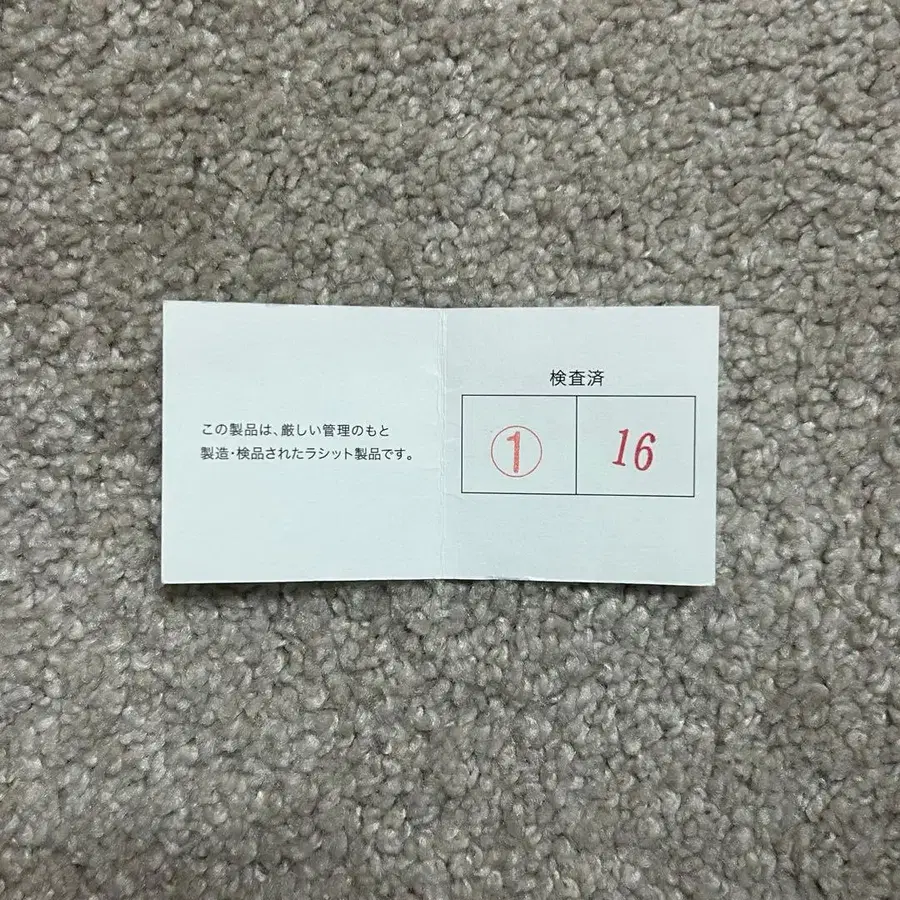 この製品は、厳しい管理のもと
製造・検品されたラシット製品です。
検査済
① 16